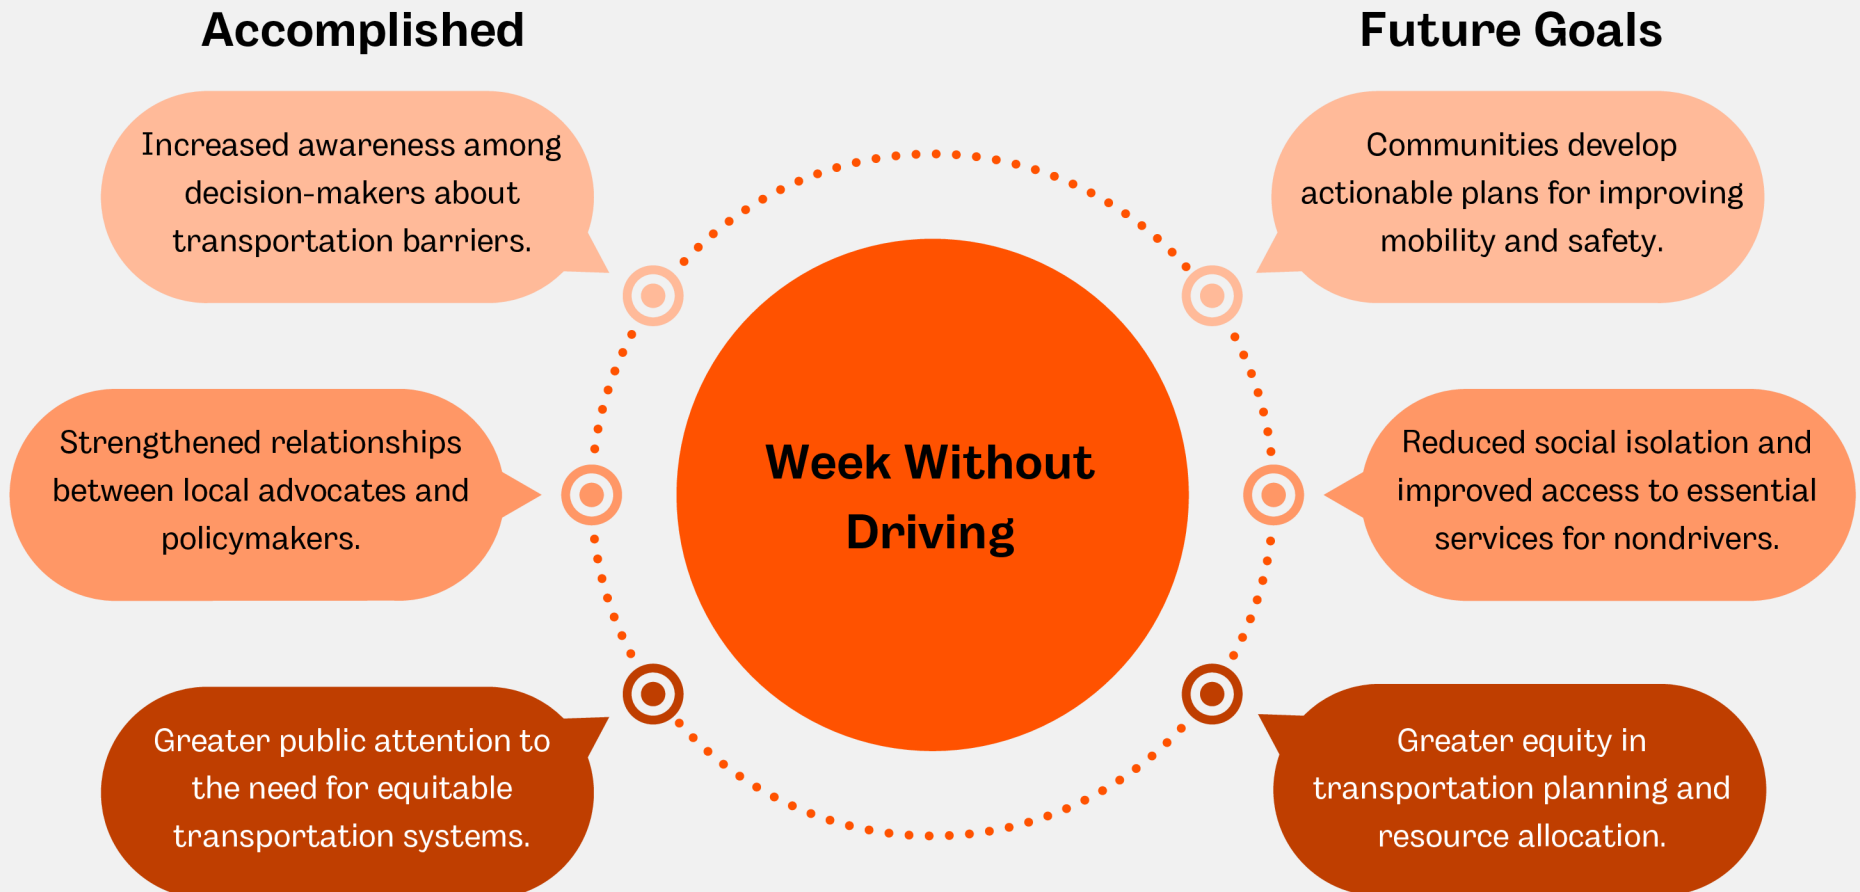 Accomplished
Increased awareness among
decision-makers about
transportation barriers.
Strengthened relationships
between local advocates and
policymakers.
Greater public attention to
the need for equitable
transportation systems.
Week Without
Driving
Future Goals
Communities develop
actionable plans for improving
mobility and safety.
Reduced social isolation and
improved access to essential
services for nondrivers.
Greater equity in
transportation planning and
resource allocation.